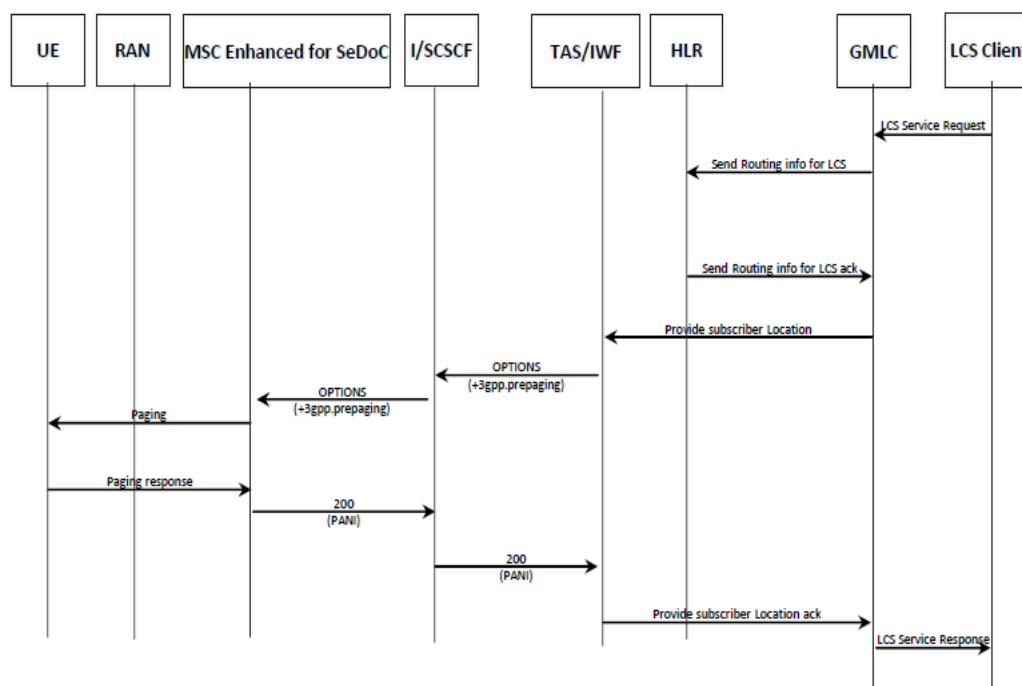 UE
RAN
MSC Enhanced for SeDoC
I/SCSCF
TAS/IWF
HLR
GMLC
LCS Client
LCS Service Request
Send Routing info for LCS
Send Routing info for LCS ack
Provide subscriber Location
OPTIONS
(+3gpp.prepaging)
OPTIONS
(+3gpp.prepaging)
Paging
Paging response
200
(PANI)
200
(PANI)
Provide subscriber Location ack
LCS Service Response